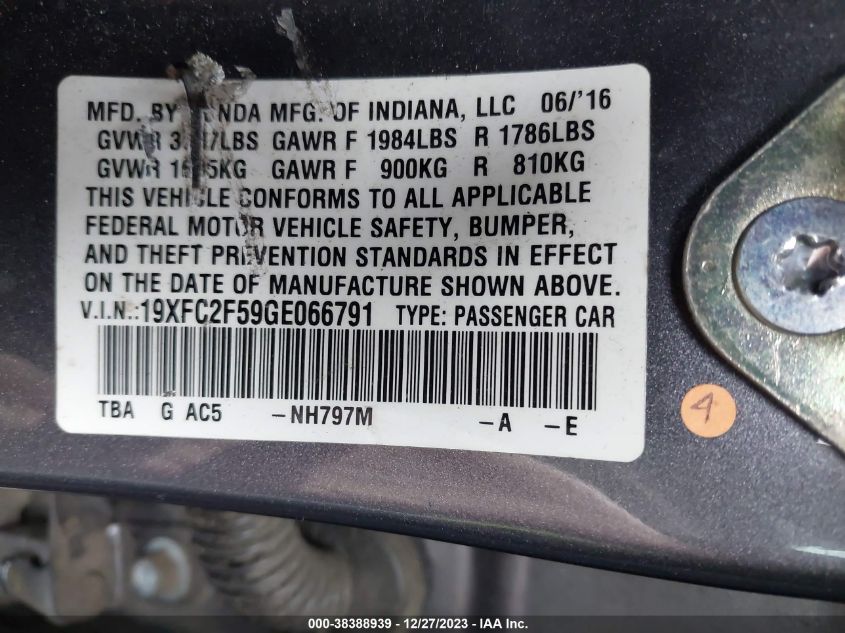 MFD. BY MFG. OF INDIANA, LLC 06/'16
GAWR F 1984LBS R 1786LBS
GAWR F 900KG R 810KG
THIS VEHICLE CONFORMS TO ALL APPLICABLE
FEDERAL MOTOR VEHICLE SAFETY, BUMPER,
AND THEFT PREVENTION STANDARDS IN EFFECT
ON THE DATE OF MANUFACTURE SHOWN ABOVE.
V.I.N.:19XFC2F59GE066791 TYPE: PASSENGER CAR
TBA G AC5 -NH797M -A -E
4
000-38388939 / 12/27/2023 - IAA Inc.